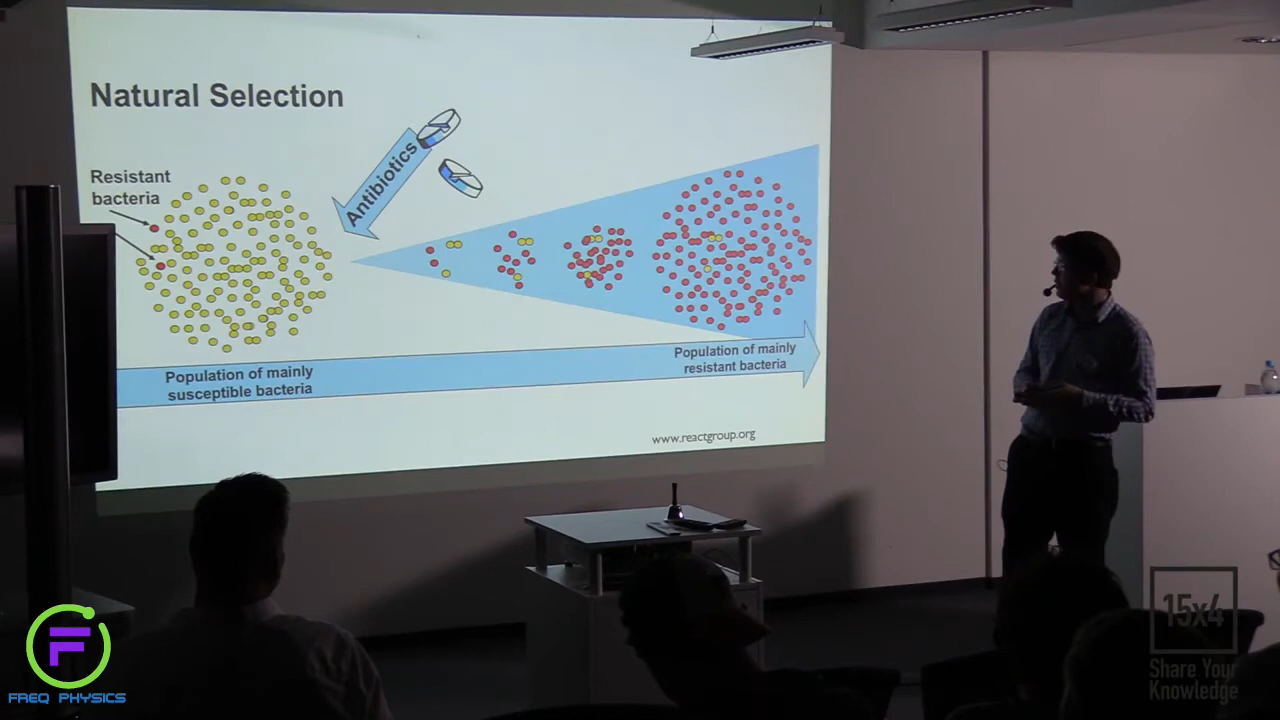 Natural Selection
Resistant
bacteria
Antibiotics
Population of mainly
susceptible bacteria
Population of mainly
resistant bacteria
www.reactgroup.org
15x4
Share Your
Knowledge
F
FREQ PHYSICS